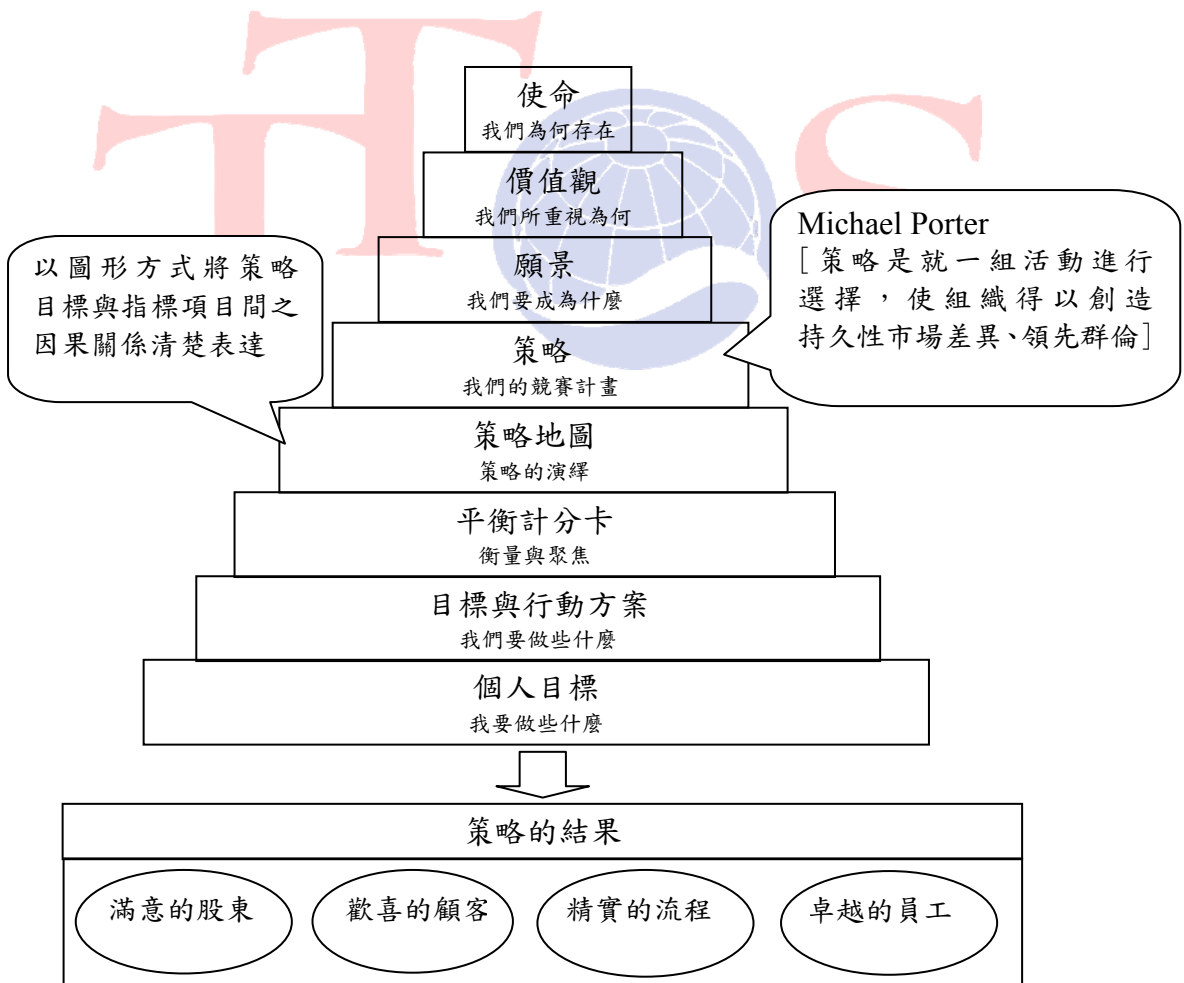 使命
我們為何存在
價值觀
我們所重視為何
願景
我們要成為什麼
以圖形方式將策略
目標與指標項目間之
因果關係清楚表達
Michael Porter
[策略是就一組活動進行
選擇，使組織得以創造
持久性市場差異、領先群倫]
策略
我們的競賽計畫
策略地圖
策略的演繹
平衡計分卡
衡量與聚焦
目標與行動方案
我們要做些什麼
個人目標
我要做些什麼
策略的結果
滿意的股東 歡喜的顧客 精實的流程 卓越的員工